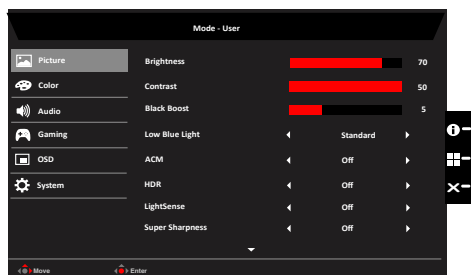 Mode - User
Picture
Brightness 70
Color
Contrast 50
Audio
Black Boost 5
Gaming
Low Blue Light Standard
OSD
ACM Off
System
HDR Off
LightSense Off
Super Sharpness Off
Move Enter